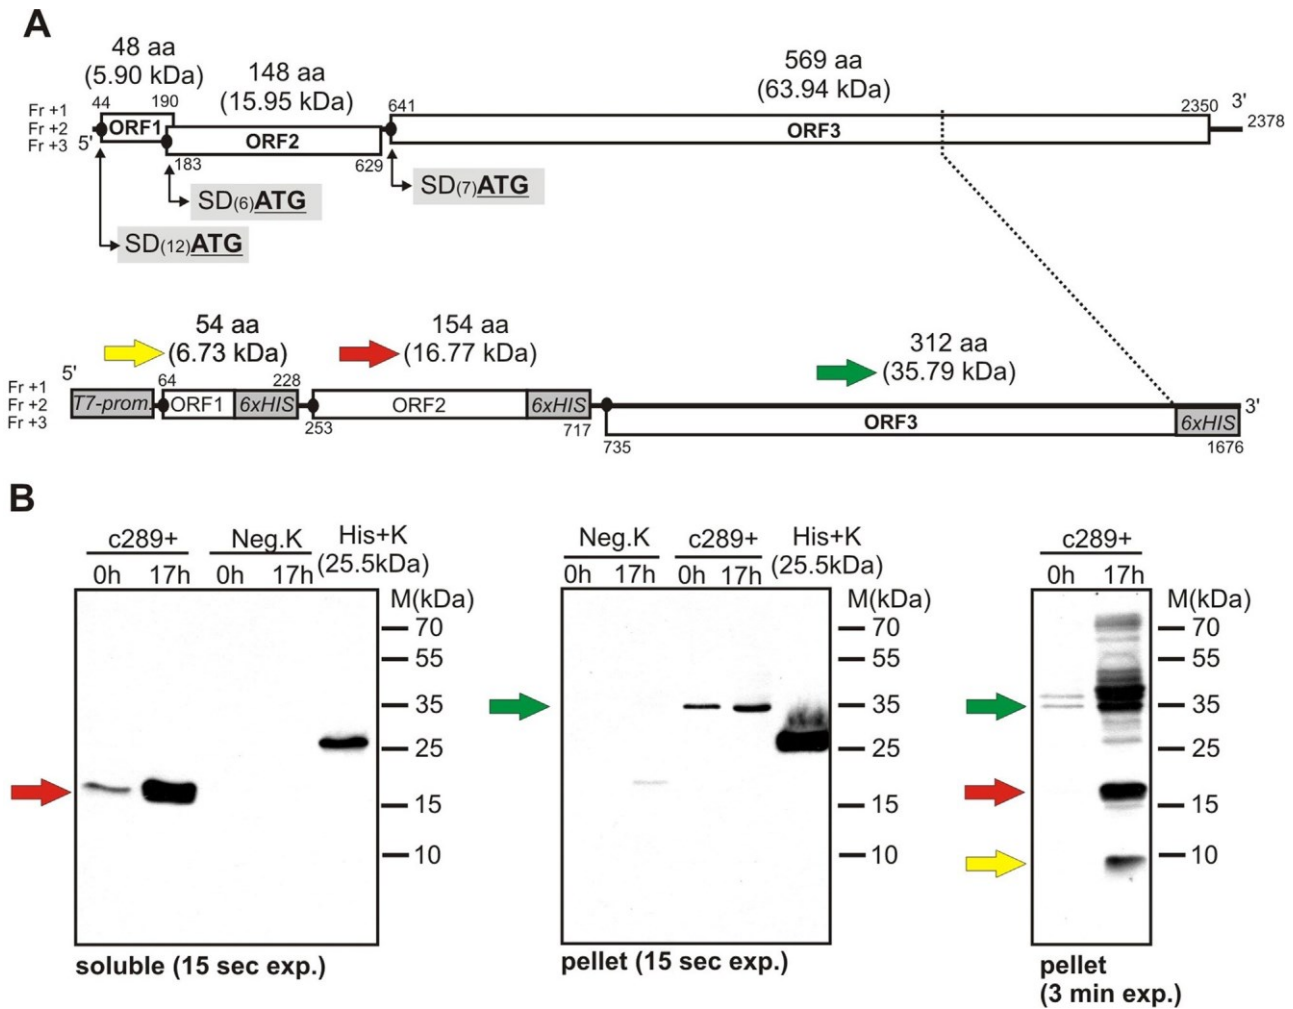 A
48 aa
(5.90 kDa)
148 aa
(15.95 kDa)
569 aa
(63.94 kDa)
44 190 641 2350 3'
Fr +1
Fr +2 ORF1 ORF3 2378
Fr +3 5' ORF2
183 629
SD(6)ATG SD(7)ATG
SD(12)ATG
54 aa
(6.73 kDa)
154 aa
(16.77 kDa)
312 aa
(35.79 kDa)
5' 64 228
Fr +1
Fr +2 T7-prom. ORF1 6xHIS ORF2 6xHIS 3'
Fr +3 ORF3 6xHIS
253 717 735 1676
B
c289+ Neg.K His+K
0h 17h 0h 17h (25.5kDa)
M(kDa)
70
55
35
25
15
10
soluble (15 sec exp.)
Neg.K c289+ His+K
0h 17h 0h 17h (25.5kDa)
M(kDa)
70
55
35
25
15
10
pellet (15 sec exp.)
c289+
0h 17h
M(kDa)
70
55
35
25
15
10
pellet
(3 min exp.)